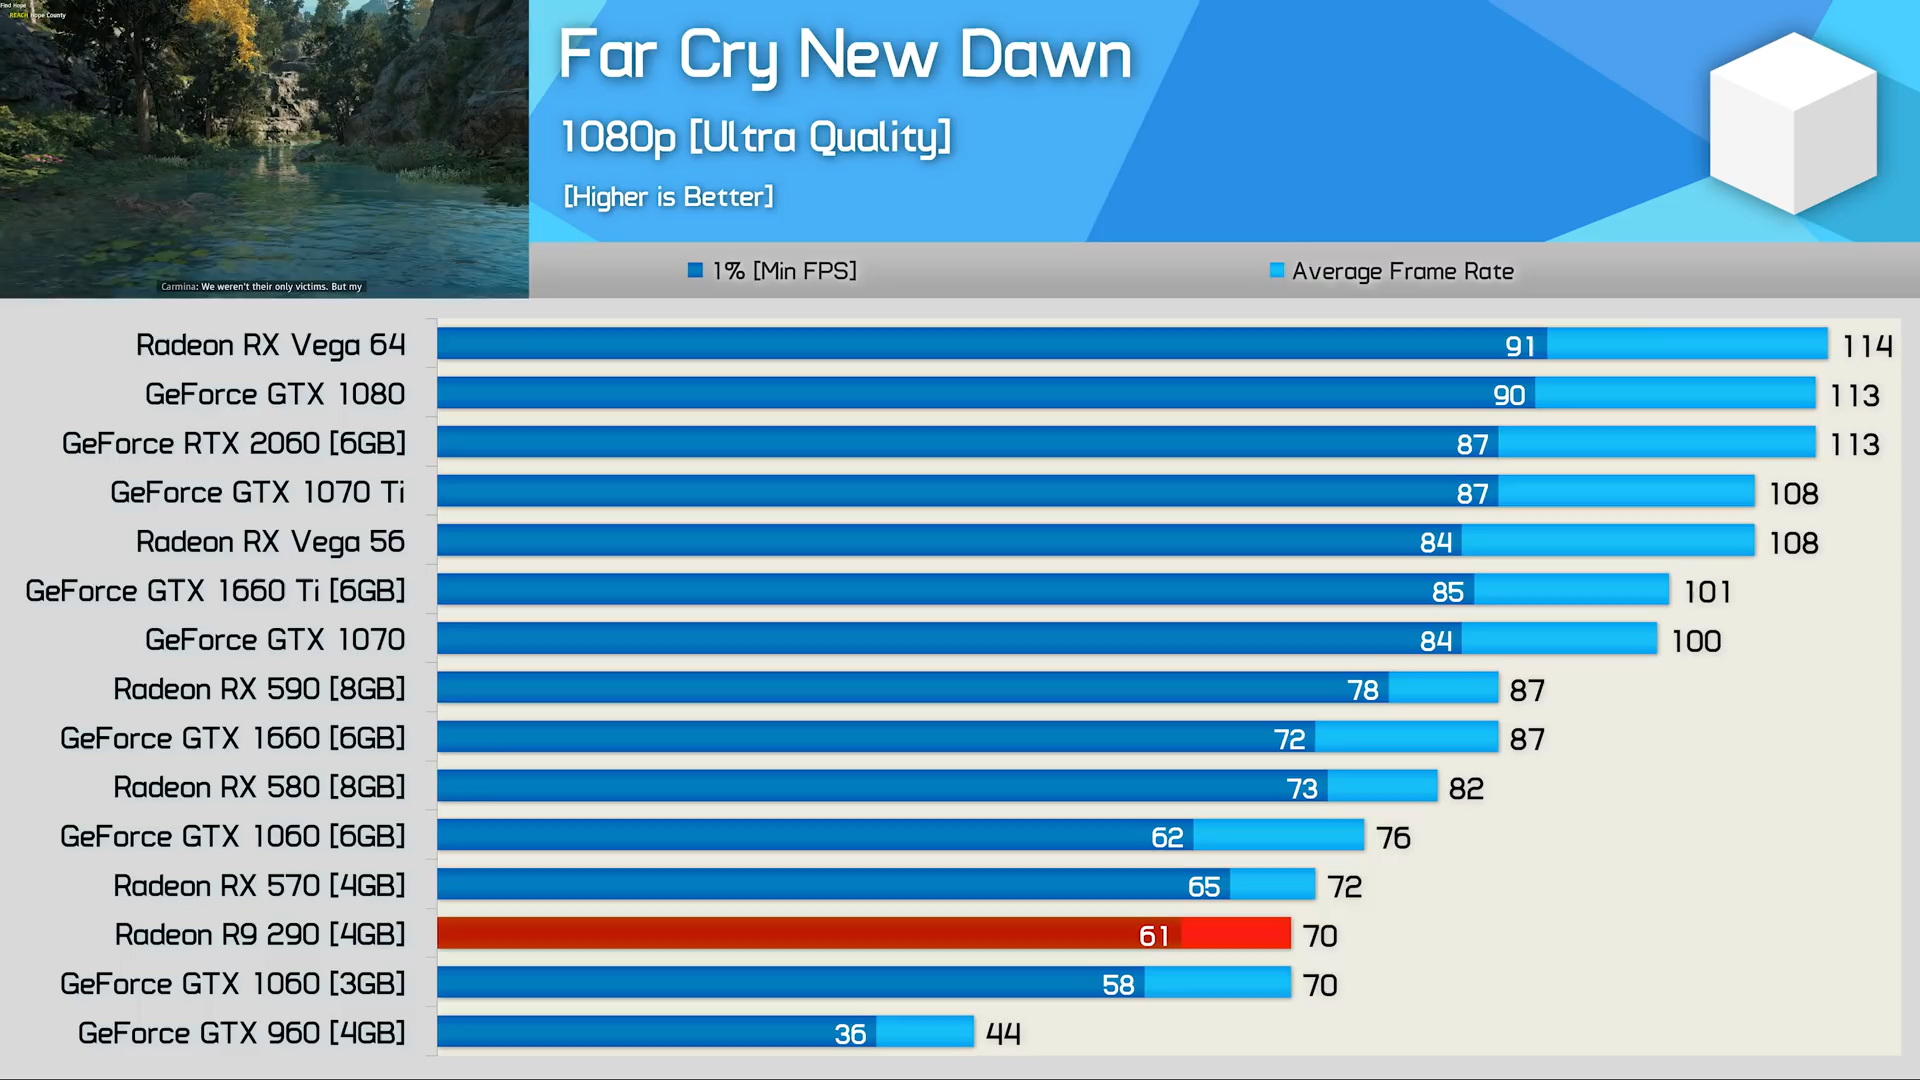 Find Hope
REACH Hope County
Carmina: We weren't their only victims. But my
Far Cry New Dawn
1080p [Ultra Quality]
[Higher is Better]
1% [Min FPS]
Average Frame Rate
Radeon RX Vega 64 91 114
GeForce GTX 1080 90 113
GeForce RTX 2060 [6GB] 87 113
GeForce GTX 1070 Ti 87 108
Radeon RX Vega 56 84 108
GeForce GTX 1660 Ti [6GB] 85 101
GeForce GTX 1070 84 100
Radeon RX 590 [8GB] 78 87
GeForce GTX 1660 [6GB] 72 87
Radeon RX 580 [8GB] 73 82
GeForce GTX 1060 [6GB] 62 76
Radeon RX 570 [4GB] 65 72
Radeon R9 290 [4GB] 61 70
GeForce GTX 1060 [3GB] 58 70
GeForce GTX 960 [4GB] 36 44